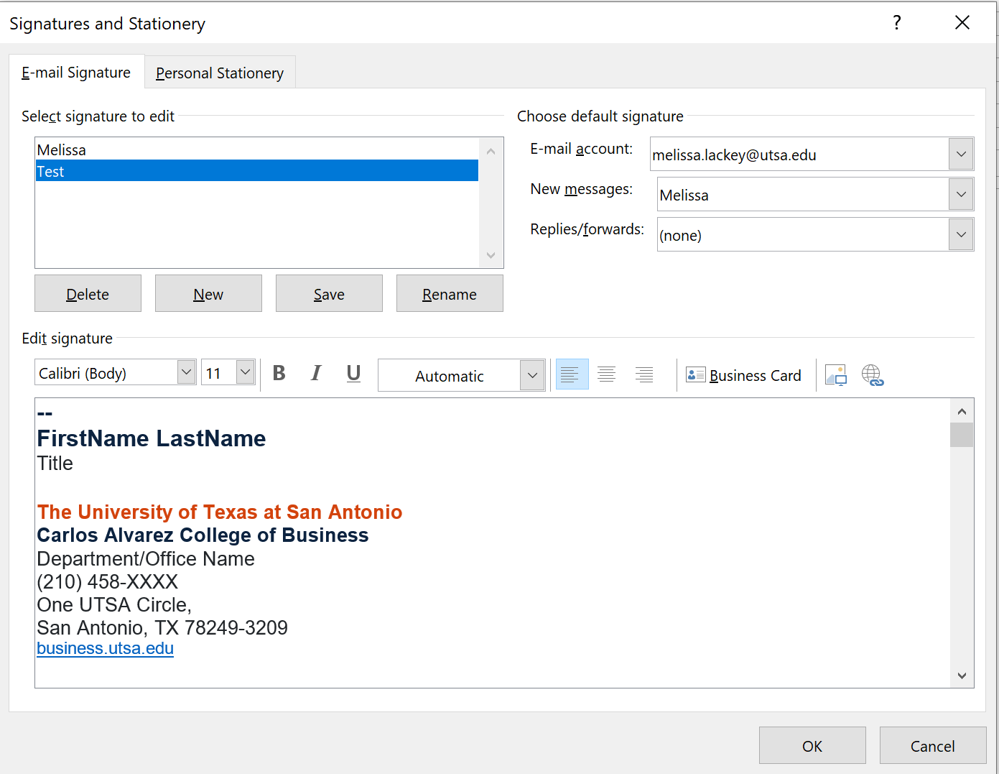 Signatures and Stationery ?
E-mail Signature Personal Stationery
Select signature to edit
Melissa
Test
Delete New Save Rename
Choose default signature
E-mail account: melissa.lackey@utsa.edu
New messages: Melissa
Replies/forwards: (none)
Edit signature
Calibri (Body) 11 B I U Automatic Business Card
--
FirstName LastName
Title
The University of Texas at San Antonio
Carlos Alvarez College of Business
Department/Office Name
(210) 458-XXXX
One UTSA Circle,
San Antonio, TX 78249-3209
business.utsa.edu
OK Cancel